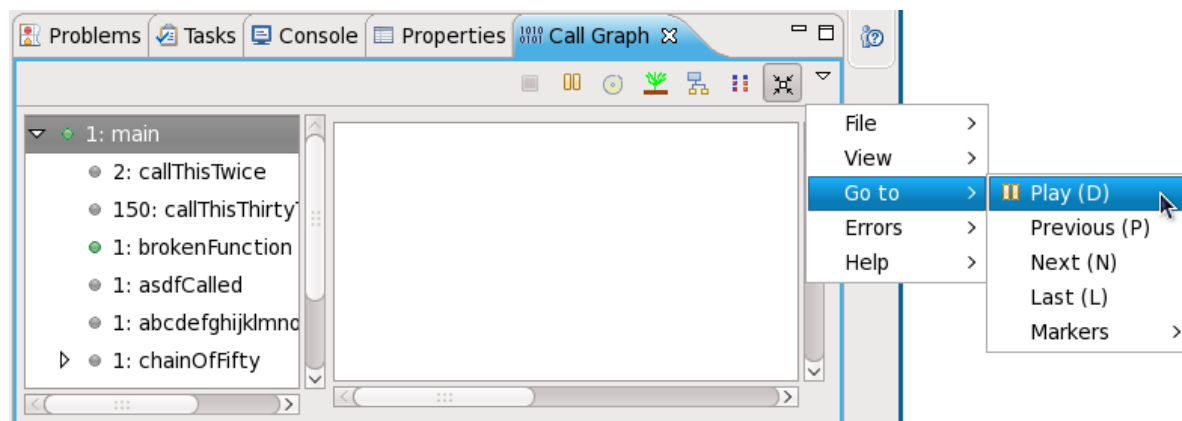 Problems Tasks Console Properties Call Graph
1: main
2: callThisTwice
150: callThisThirty
1: brokenFunction
1: asdfCalled
1: abcdefghijklmno
1: chainOfFifty
File
View
Go to
Errors
Help
Play (D)
Previous (P)
Next (N)
Last (L)
Markers